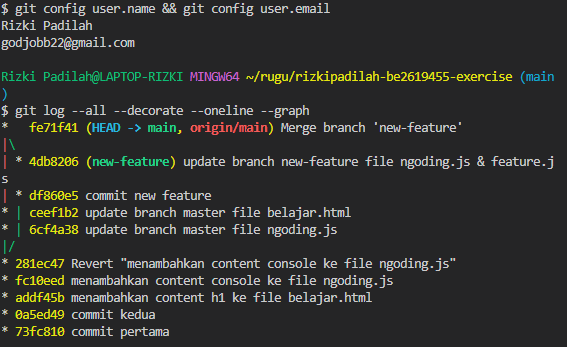 $ git config user.name && git config user.email
Rizki Padilah
godjobb22@gmail.com
Rizki Padilah@LAPTOP-RIZKI MINGW64 ~/rugu/rizkipadilah-be2619455-exercise (main
)
$ git log --all --decorate --oneline --graph
*   fe71f41 (HEAD -> main, origin/main) Merge branch 'new-feature'
|\
| * 4db8206 (new-feature) update branch new-feature file ngoding.js & feature.j
s
| * df860e5 commit new feature
* | ceef1b2 update branch master file belajar.html
* | 6cf4a38 update branch master file ngoding.js
|/
* 281ec47 Revert "menambahkan content console ke file ngoding.js"
* fc10eed menambahkan content console ke file ngoding.js
* addf45b menambahkan content h1 ke file belajar.html
* 0a5ed49 commit kedua
* 73fc810 commit pertama